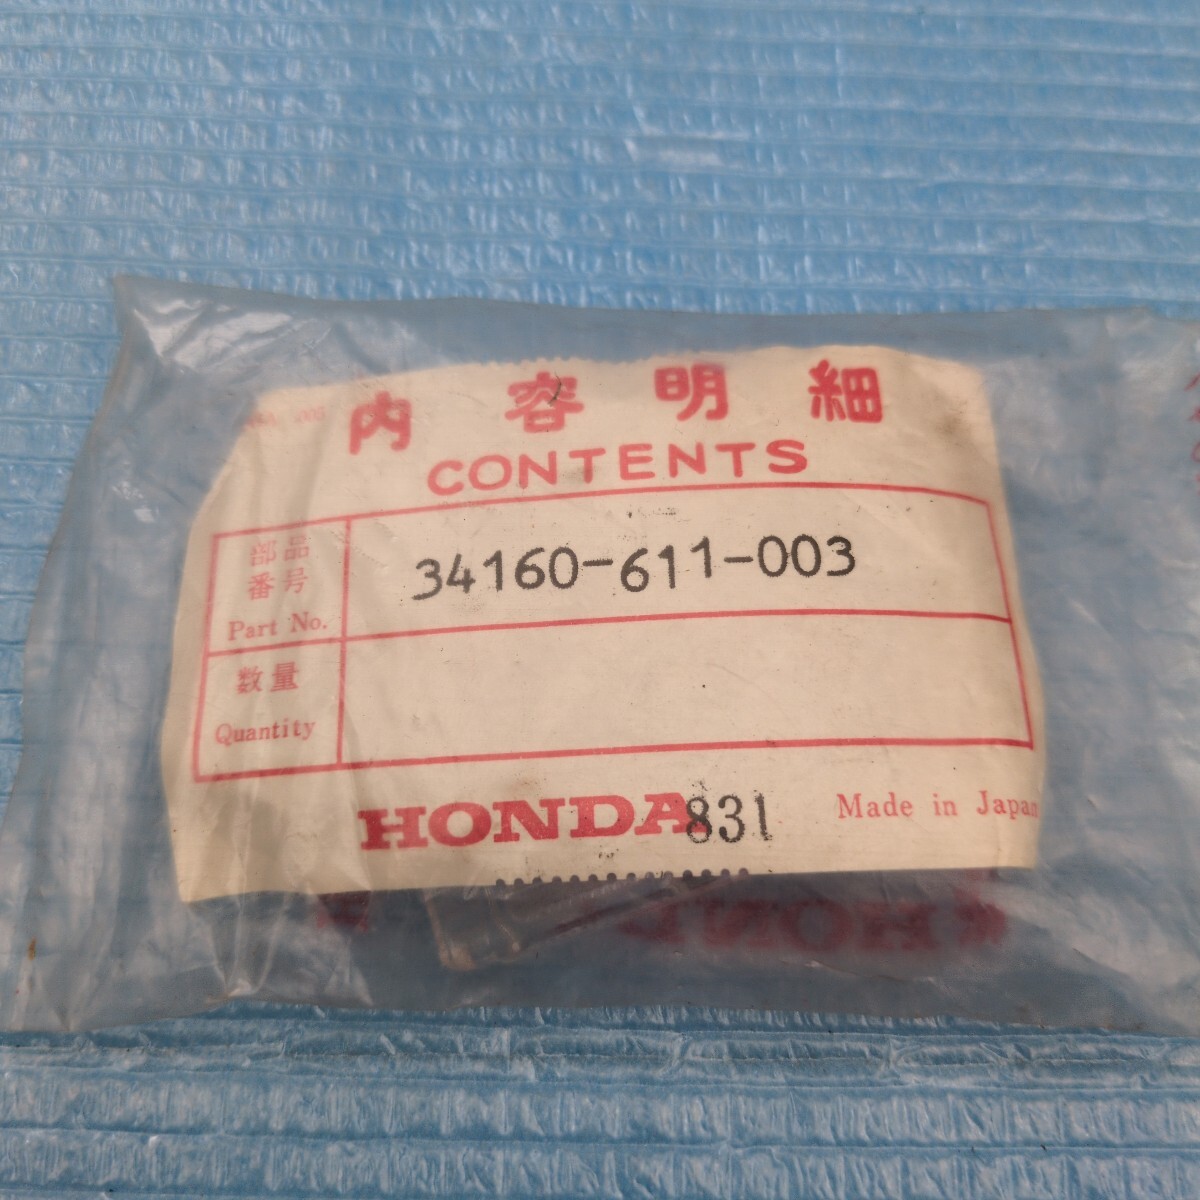 内容明細
CONTENTS
部品
番号
Part No.
34160-611-003
数量
Quantity
HONDA
831
Made in Japan
HONDA